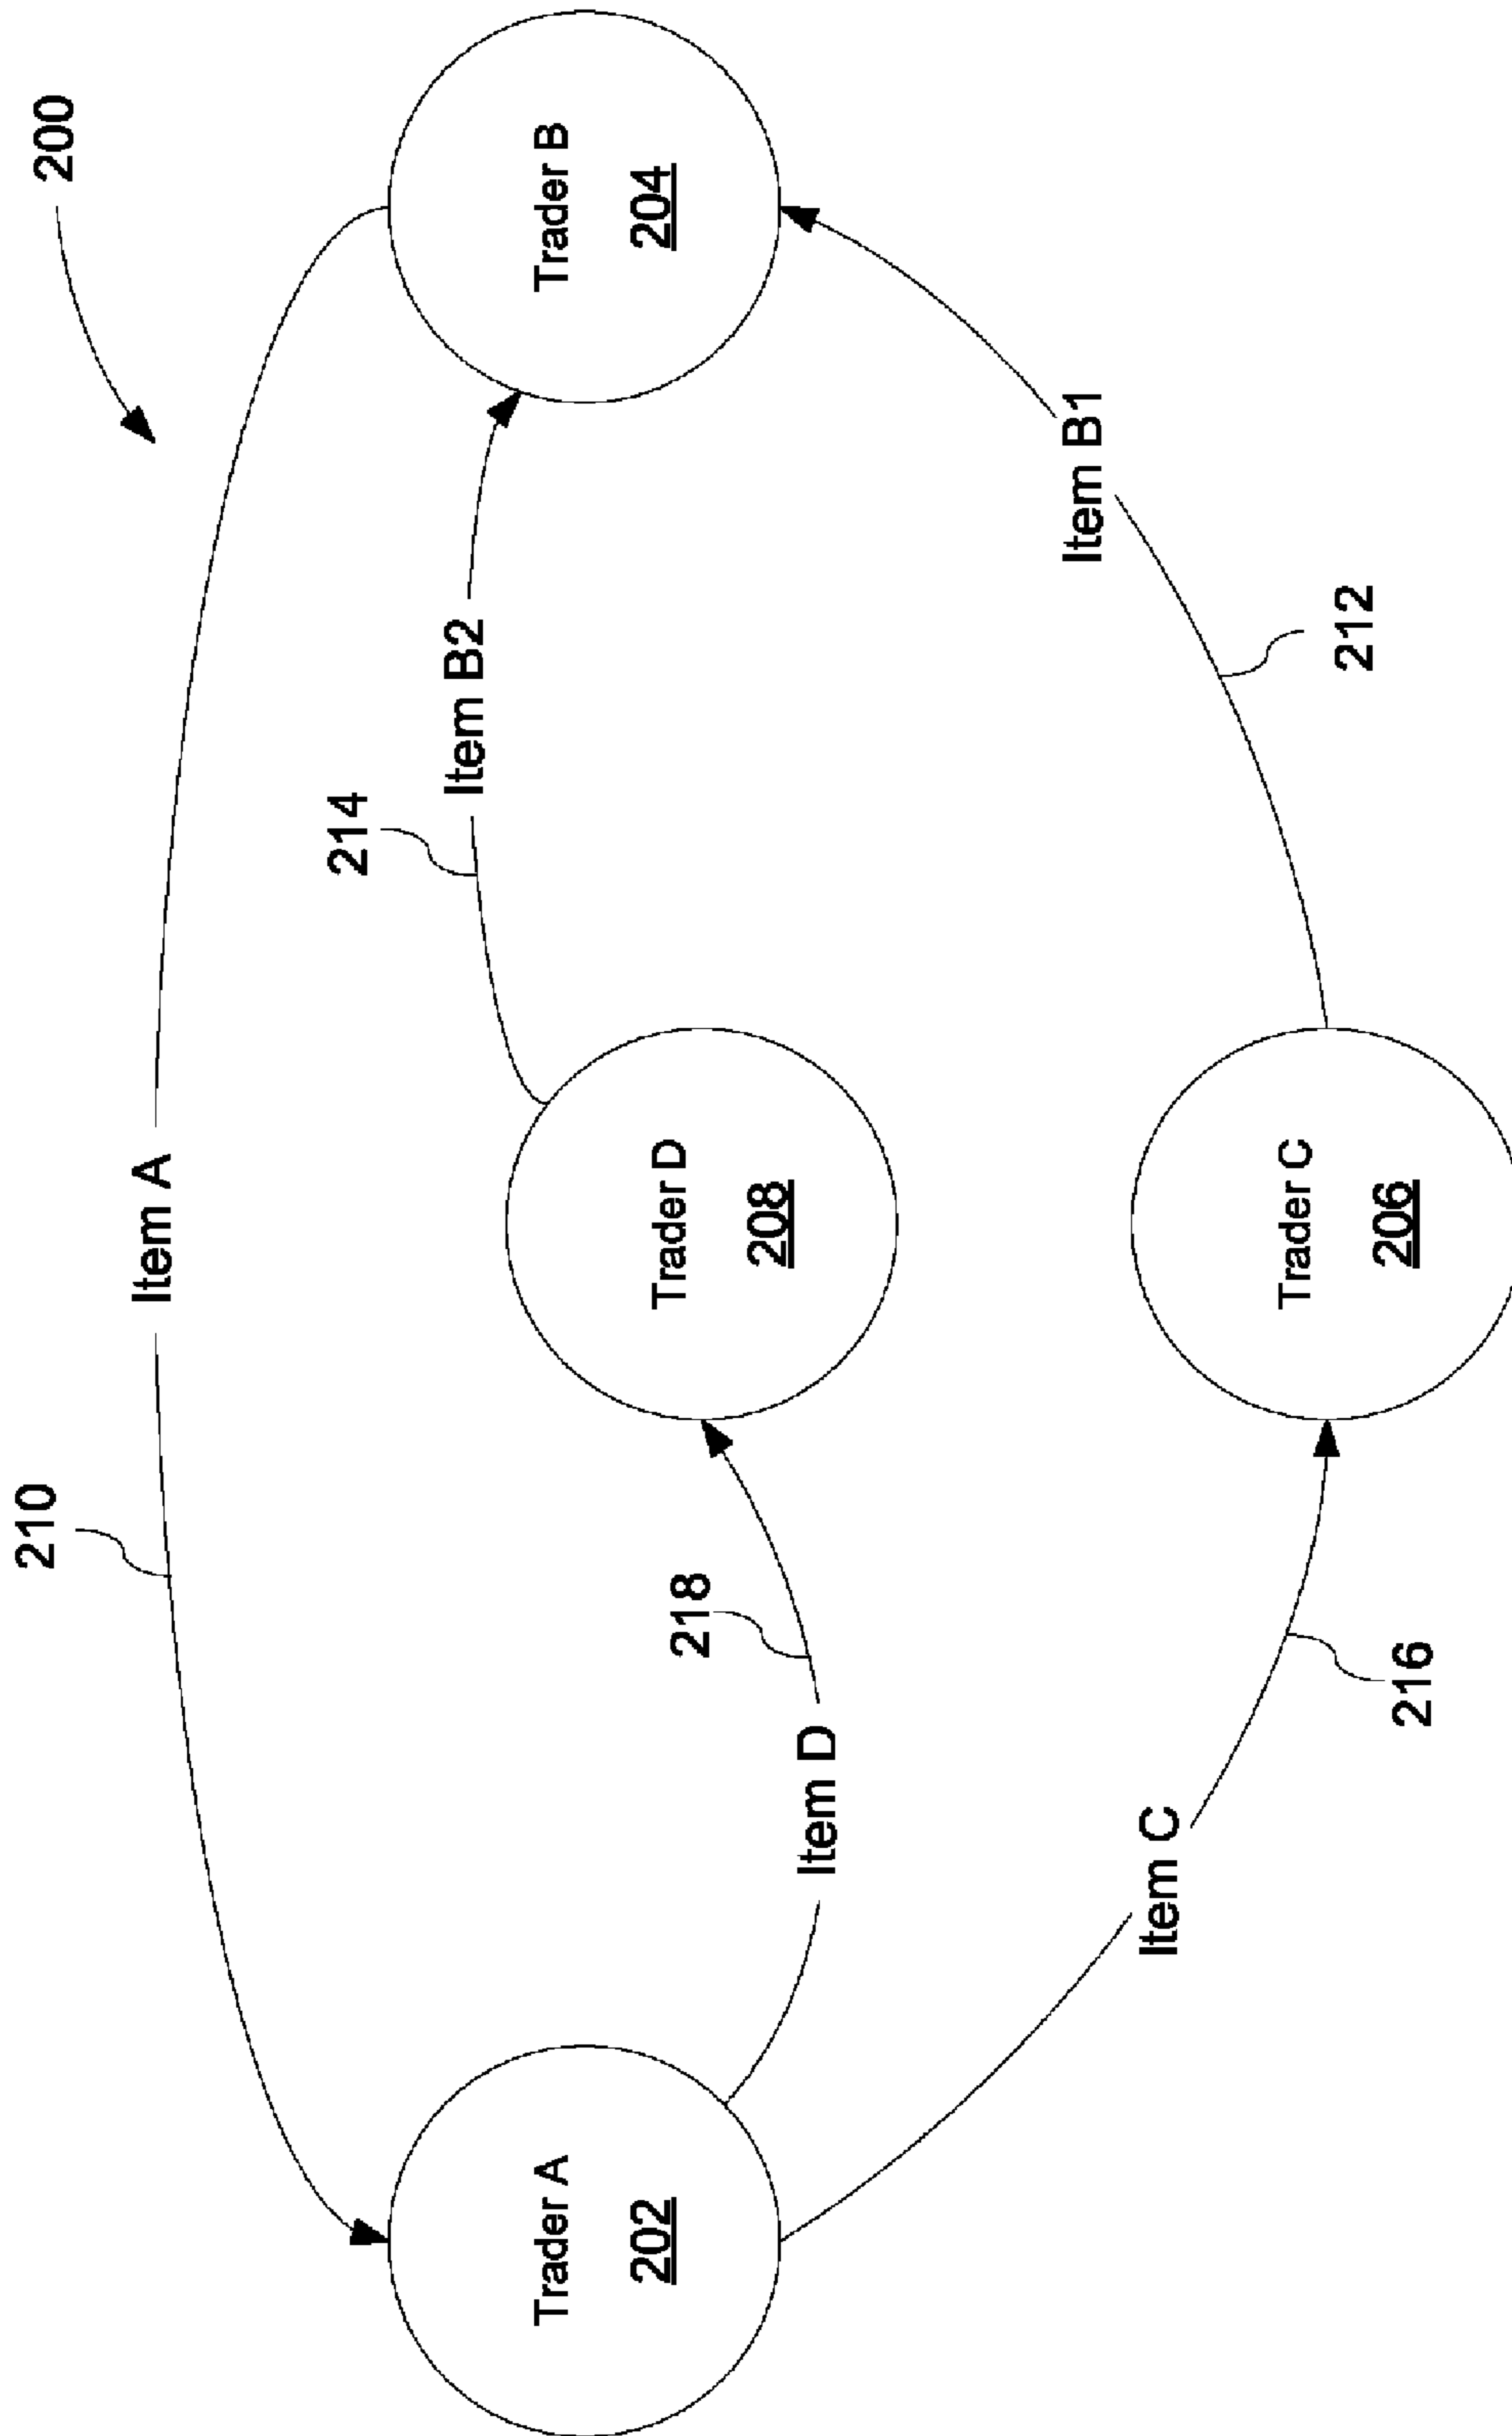 200
210
Item A
214
Item B2
Trader A
202
Trader B
204
218
Trader D
208
Item D
Item B1
Item C
Trader C
206
212
216